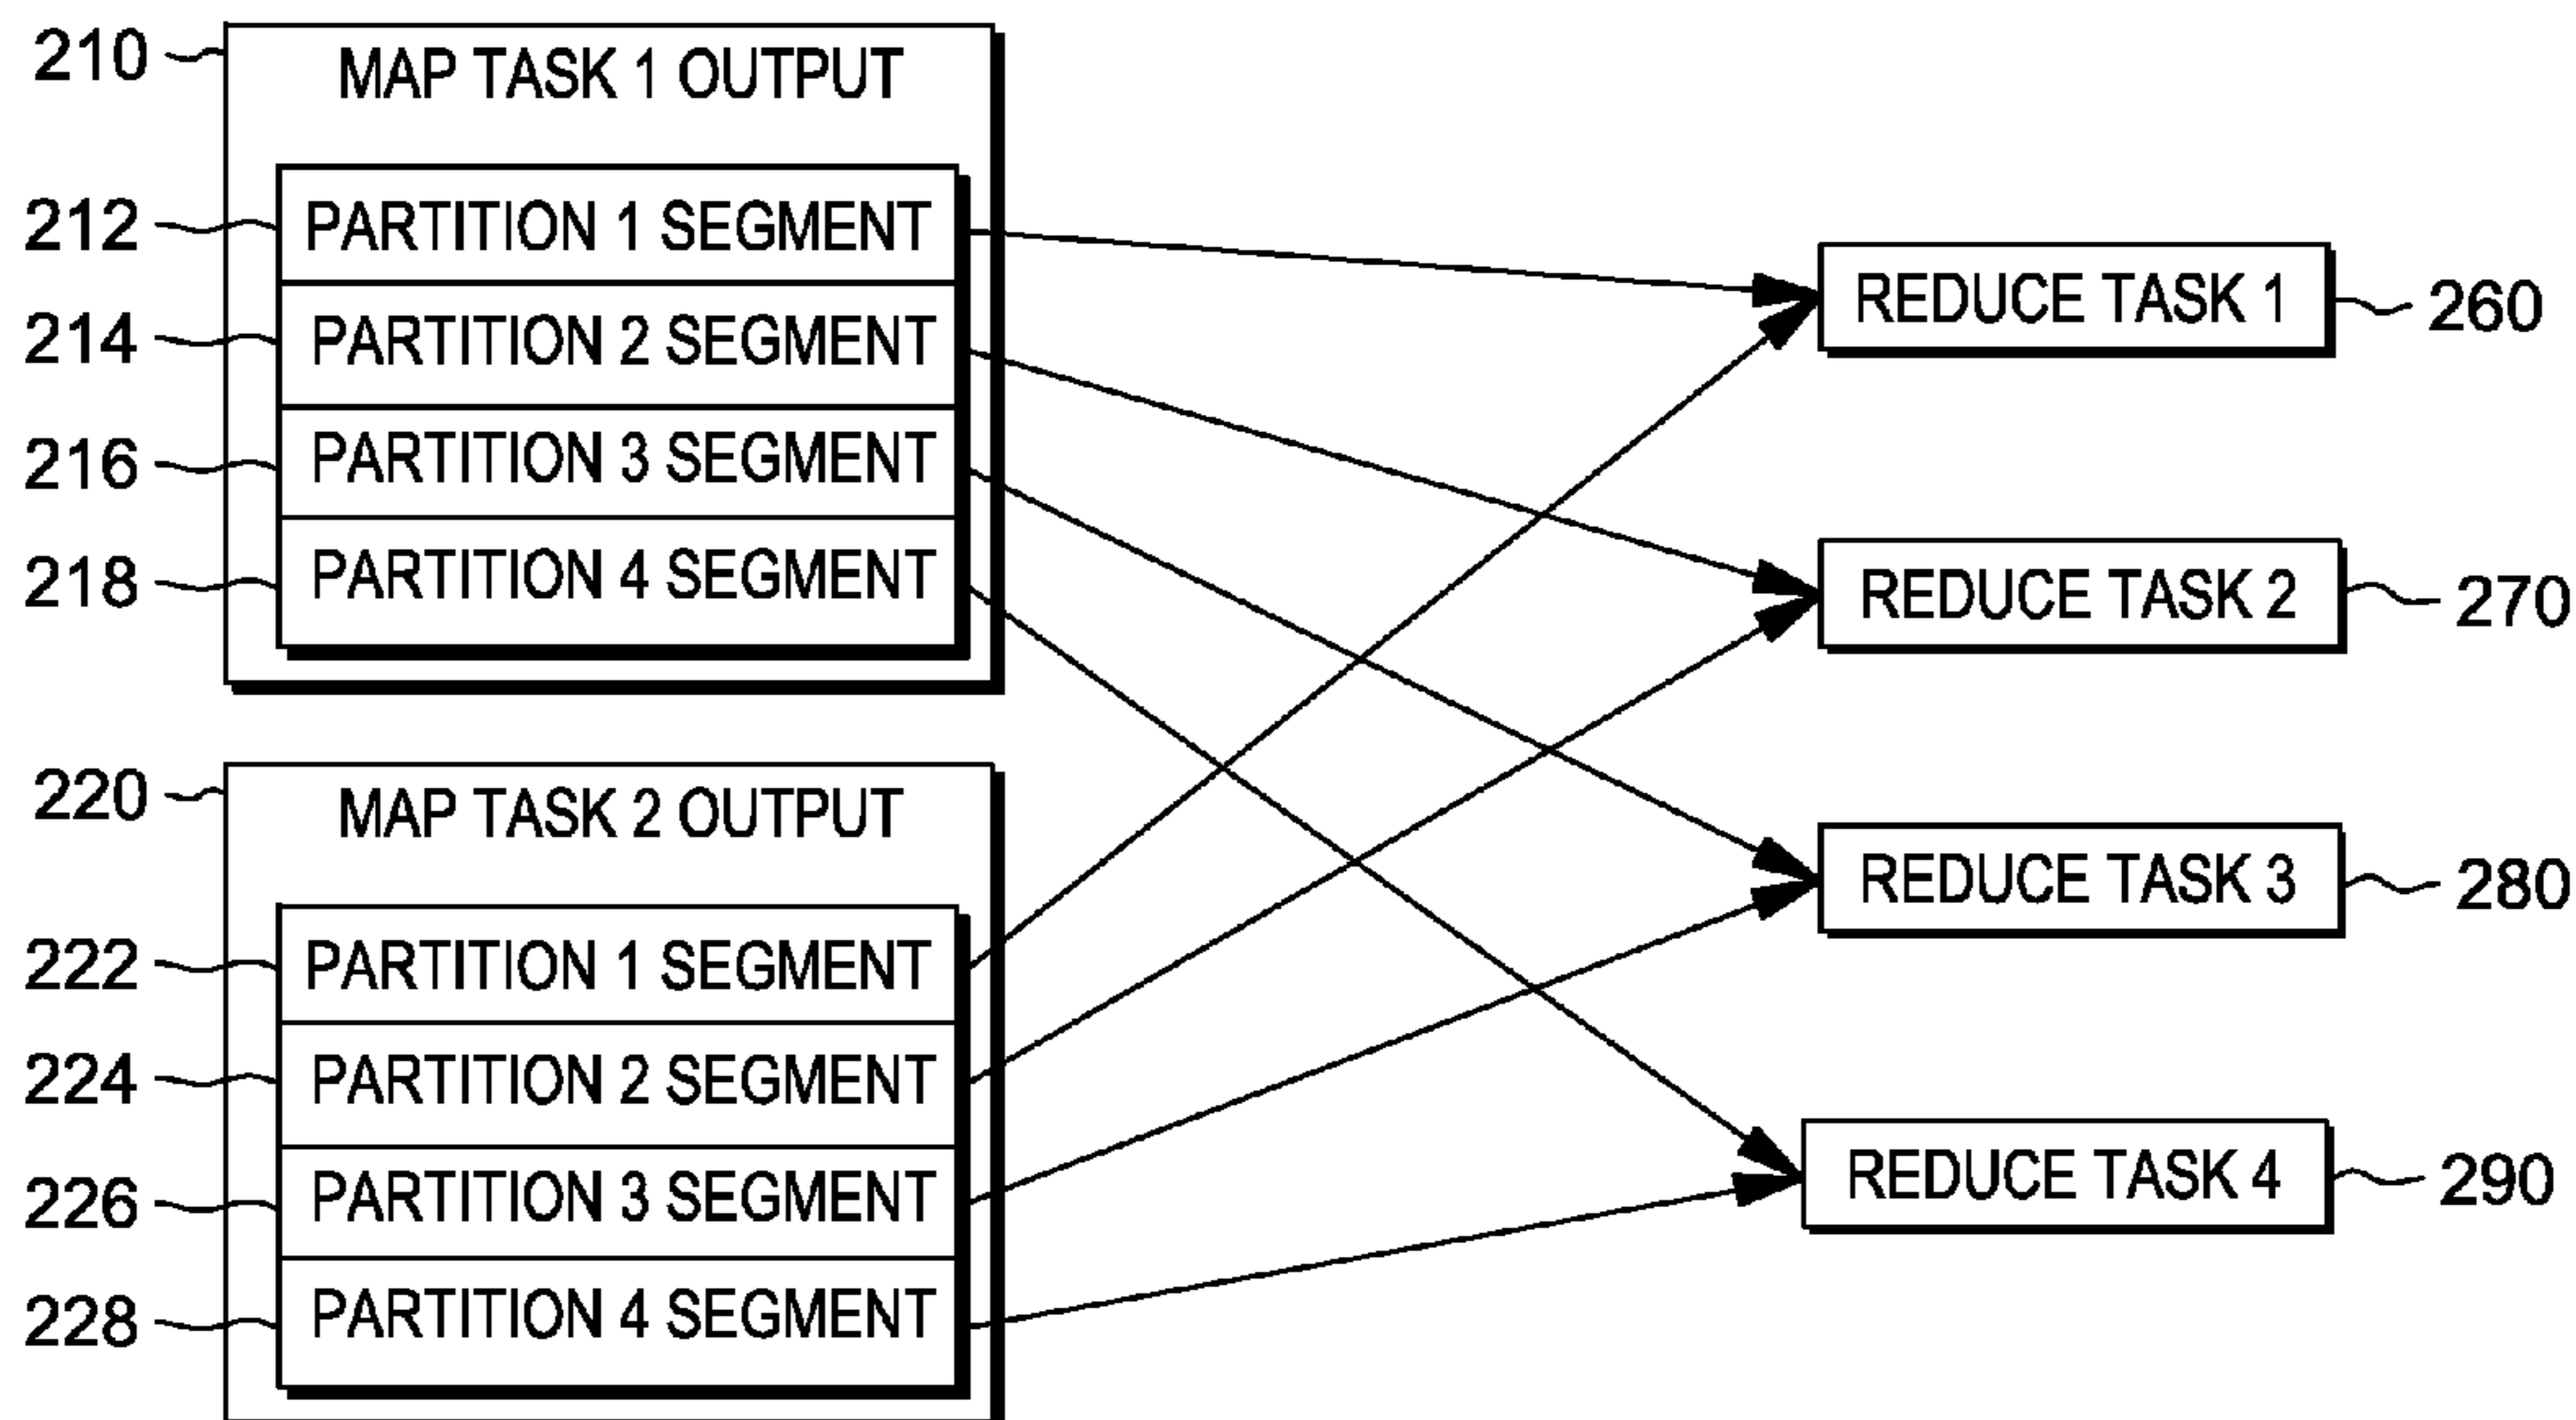 210
MAP TASK 1 OUTPUT
212
PARTITION 1 SEGMENT
214
PARTITION 2 SEGMENT
216
PARTITION 3 SEGMENT
218
PARTITION 4 SEGMENT
220
MAP TASK 2 OUTPUT
222
PARTITION 1 SEGMENT
224
PARTITION 2 SEGMENT
226
PARTITION 3 SEGMENT
228
PARTITION 4 SEGMENT
REDUCE TASK 1
260
REDUCE TASK 2
270
REDUCE TASK 3
280
REDUCE TASK 4
290